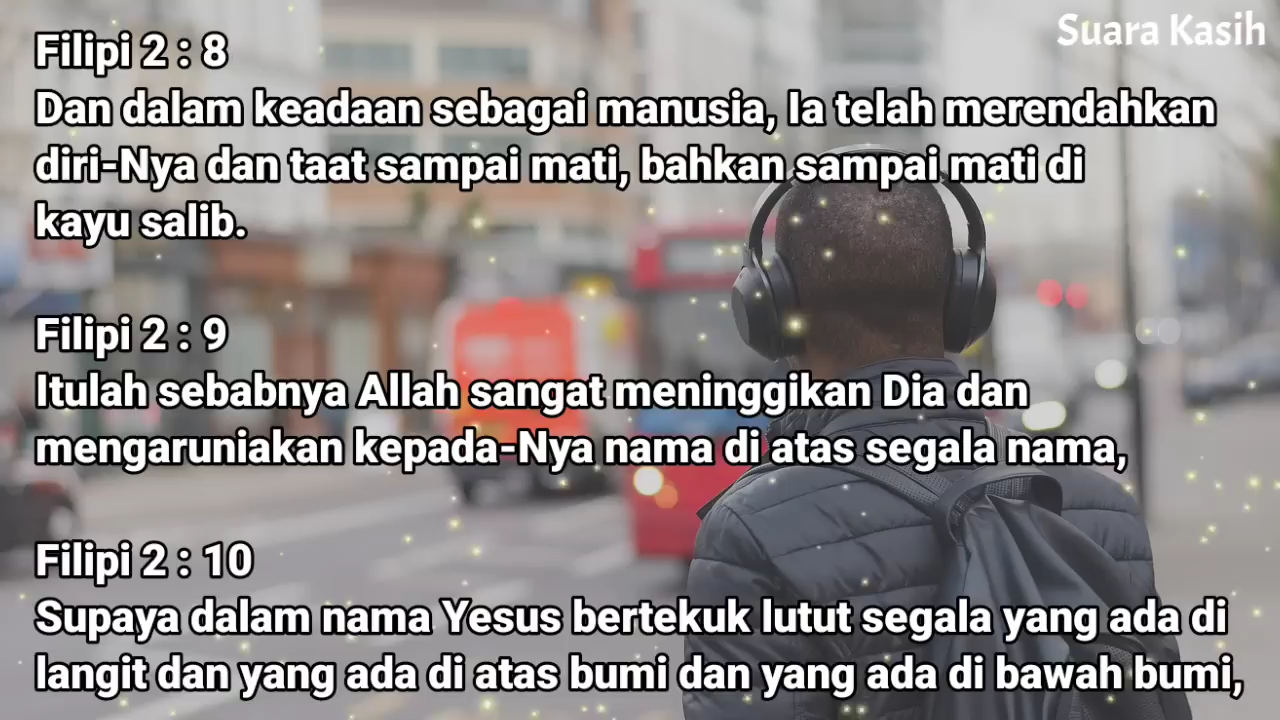 Suara Kasih
Filipi 2 : 8
Dan dalam keadaan sebagai manusia, Ia telah merendahkan
diri-Nya dan taat sampai mati, bahkan sampai mati di
kayu salib.
Filipi 2 : 9
Itulah sebabnya Allah sangat meninggikan Dia dan
mengaruniakan kepada-Nya nama di atas segala nama,
Filipi 2 : 10
Supaya dalam nama Yesus bertekuk lutut segala yang ada di
langit dan yang ada di atas bumi dan yang ada di bawah bumi,